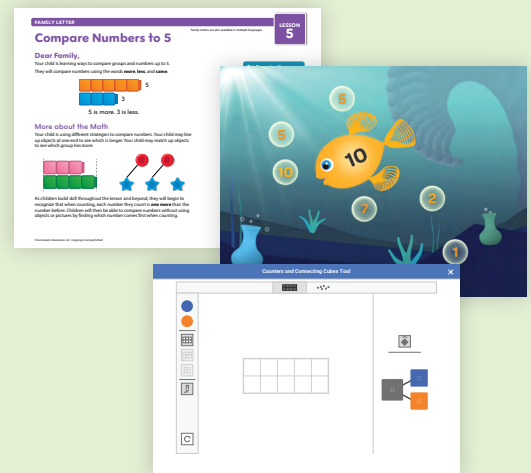 FAMILY LETTER
Family Letters are also available in multiple languages.
LESSON
5
Compare Numbers to 5
Dear Family,
Your child is learning ways to compare groups and numbers up to 5.
They will compare numbers using the words more, less, and same.
5
3
5 is more. 3 is less.
More about the Math
Your child is using different strategies to compare numbers. Your child may line
up objects at one end to see which is longer. Your child may match up objects
to see which group has more.
As children build skill throughout the lesson and beyond, they will begin to
recognize that when counting, each number they count is one more than the
number before. Children will then be able to compare numbers without using
objects or pictures by finding which number comes first when counting.
5
5
10
10
7
2
1
Counters and Connecting Cubes Tool
×